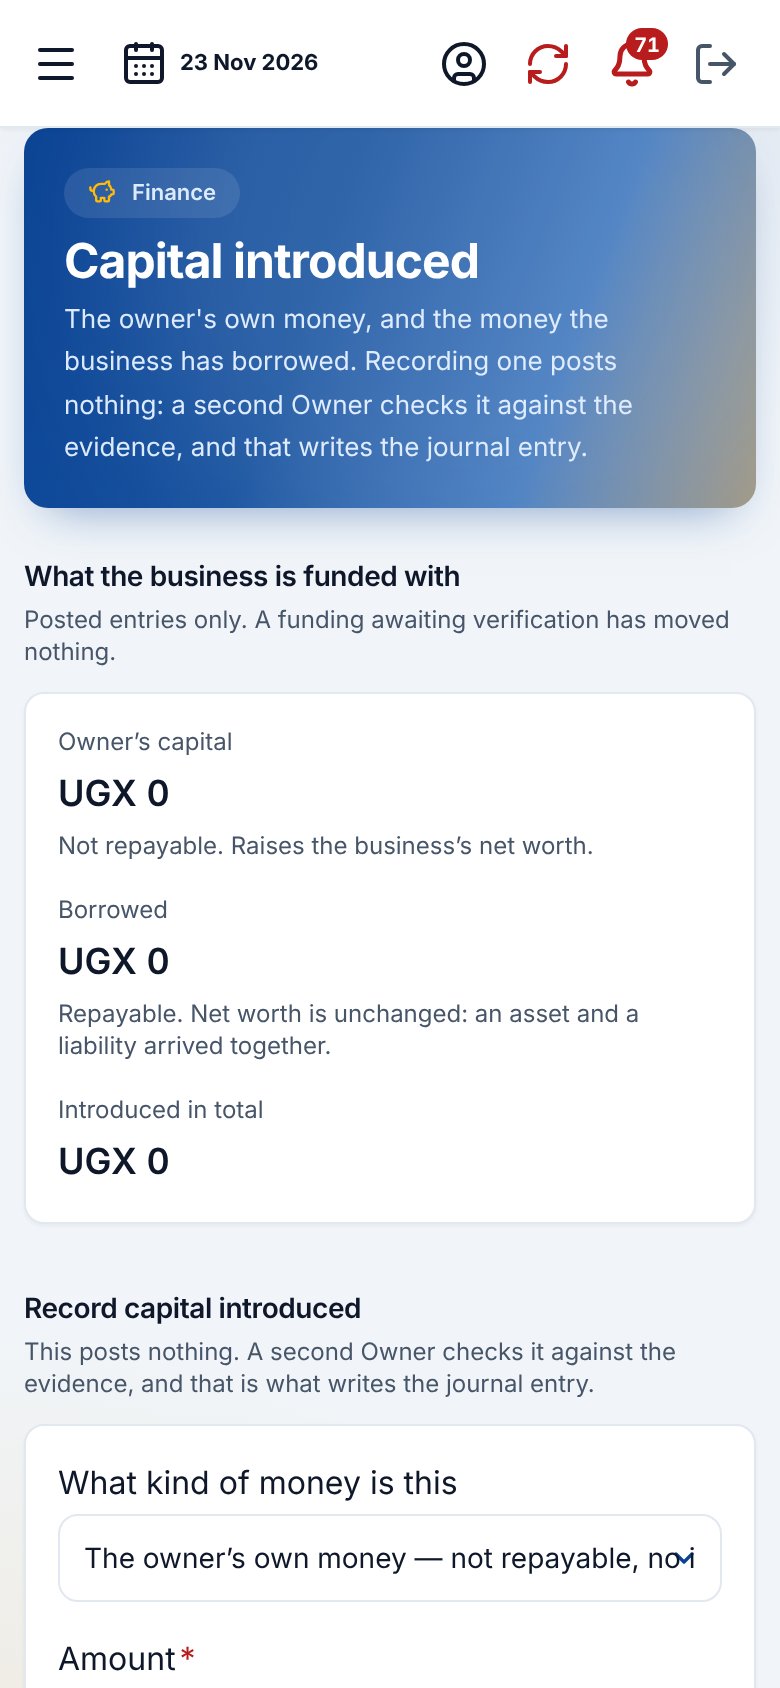 23 Nov 2026
71
Finance
Capital introduced
The owner's own money, and the money the
business has borrowed. Recording one posts
nothing: a second Owner checks it against the
evidence, and that writes the journal entry.
What the business is funded with
Posted entries only. A funding awaiting verification has moved
nothing.
Owner’s capital
UGX 0
Not repayable. Raises the business’s net worth.
Borrowed
UGX 0
Repayable. Net worth is unchanged: an asset and a
liability arrived together.
Introduced in total
UGX 0
Record capital introduced
This posts nothing. A second Owner checks it against the
evidence, and that is what writes the journal entry.
What kind of money is this
The owner’s own money — not repayable, no i
Amount*